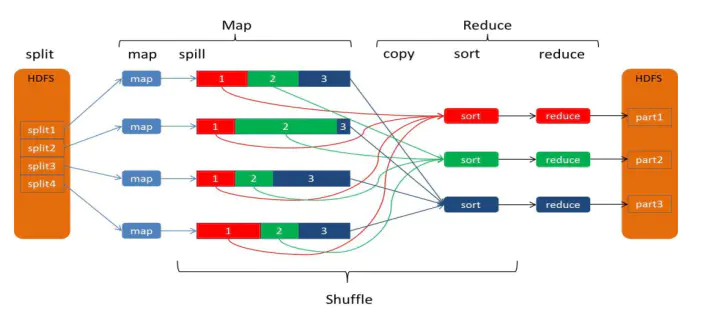 Map
Reduce
split
map
spill
copy
sort
reduce
HDFS
split1
split2
split3
split4
map
1 2 3
map
1 2 3
map
1 2 3
map
1 2 3
sort
reduce
sort
reduce
sort
reduce
HDFS
part1
part2
part3
Shuffle